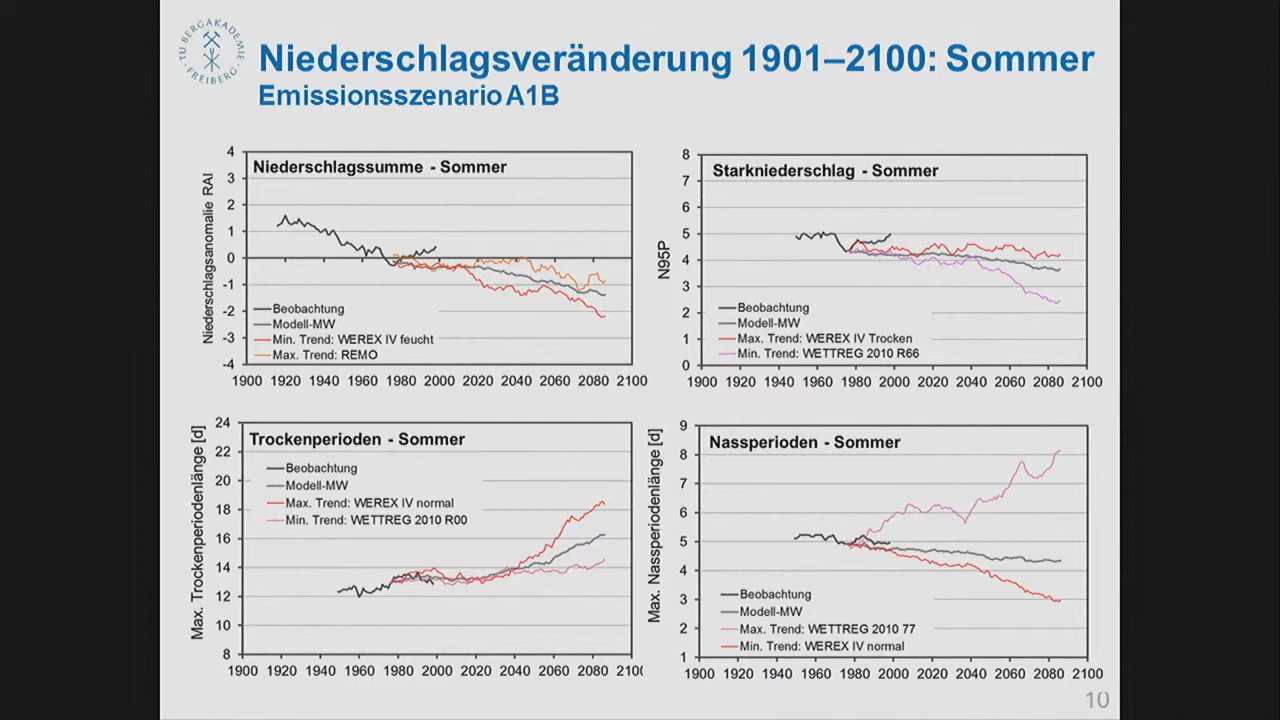 TU BERGAKADEMIE
FREIBERG
Niederschlagsveränderung 1901–2100: Sommer
Emissionsszenario A1B
Niederschlagssumme - Sommer
Niederschlagsanomalie RAI
4
3
2
1
0
-1
-2
-3
-4
Beobachtung
Modell-MW
Min. Trend: WEREX IV feucht
Max. Trend: REMO
1900 1920 1940 1960 1980 2000 2020 2040 2060 2080 2100
Starkniederschlag - Sommer
N95P
8
7
6
5
4
3
2
1
0
Beobachtung
Modell-MW
Max. Trend: WEREX IV Trocken
Min. Trend: WETTREG 2010 R66
1900 1920 1940 1960 1980 2000 2020 2040 2060 2080 2100
Trockenperioden - Sommer
Max. Trockenperiodenlänge [d]
24
22
20
18
16
14
12
10
8
Beobachtung
Modell-MW
Max. Trend: WEREX IV normal
Min. Trend: WETTREG 2010 R00
1900 1920 1940 1960 1980 2000 2020 2040 2060 2080 2100
Nassperioden - Sommer
Max. Nassperiodenlänge [d]
9
8
7
6
5
4
3
2
1
Beobachtung
Modell-MW
Max. Trend: WETTREG 2010 77
Min. Trend: WEREX IV normal
1900 1920 1940 1960 1980 2000 2020 2040 2060 2080 2100
10